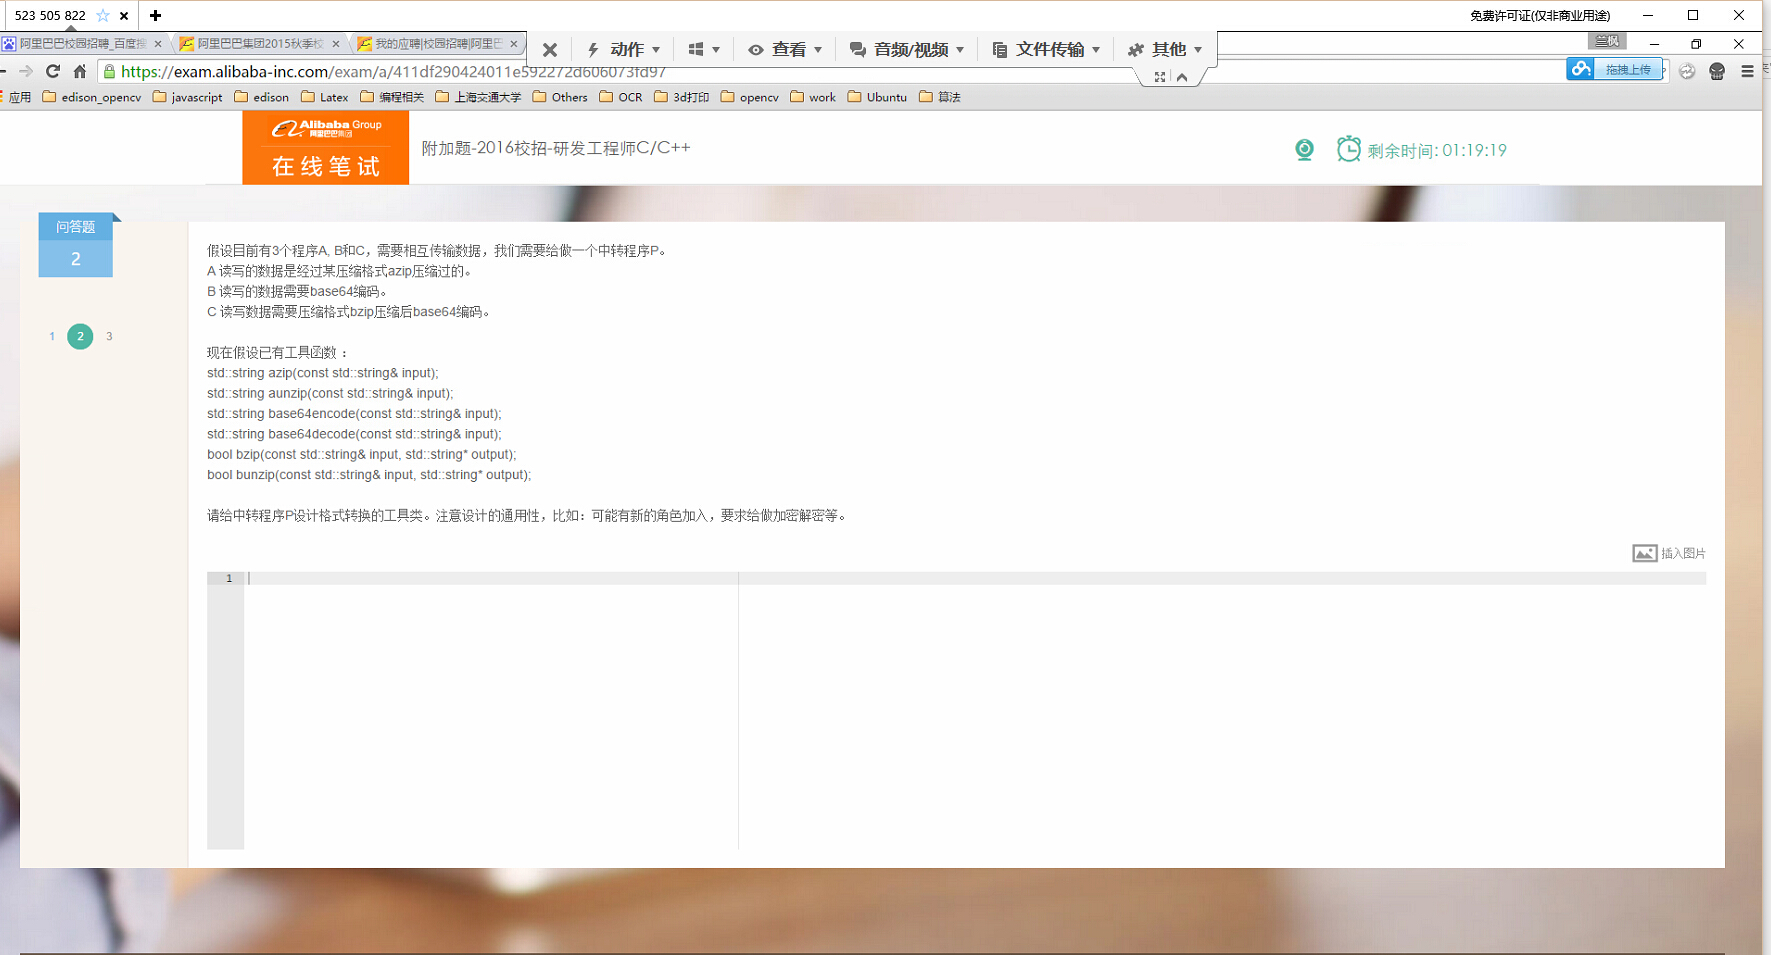 523 505 822
免费许可证(仅非商业用途)
阿里巴巴校园招聘_百度搜
阿里巴巴集团2015秋季校
我的应聘|校园招聘|阿里巴
动作
查看
音频/视频
文件传输
其他
兰枫
https://exam.alibaba-inc.com/exam/a/411df290424011e592272d606073fd97
拖拽上传
应用
edison_opencv
javascript
edison
Latex
编程相关
上海交通大学
Others
OCR
3d打印
opencv
work
Ubuntu
算法
Alibaba Group
阿里巴巴集团
在线笔试
附加题-2016校招-研发工程师C/C++
剩余时间: 01:19:19
问答题
2
1 2 3
假设目前有3个程序A, B和C，需要相互传输数据，我们需要给做一个中转程序P。
A 读写的数据是经过某压缩格式azip压缩过的。
B 读写的数据需要base64编码。
C 读写数据需要压缩格式bzip压缩后base64编码。
现在假设已有工具函数：
std::string azip(const std::string& input);
std::string aunzip(const std::string& input);
std::string base64encode(const std::string& input);
std::string base64decode(const std::string& input);
bool bzip(const std::string& input, std::string* output);
bool bunzip(const std::string& input, std::string* output);
请给中转程序P设计格式转换的工具类。注意设计的通用性，比如：可能有新的角色加入，要求给做加密解密等。
插入图片
1